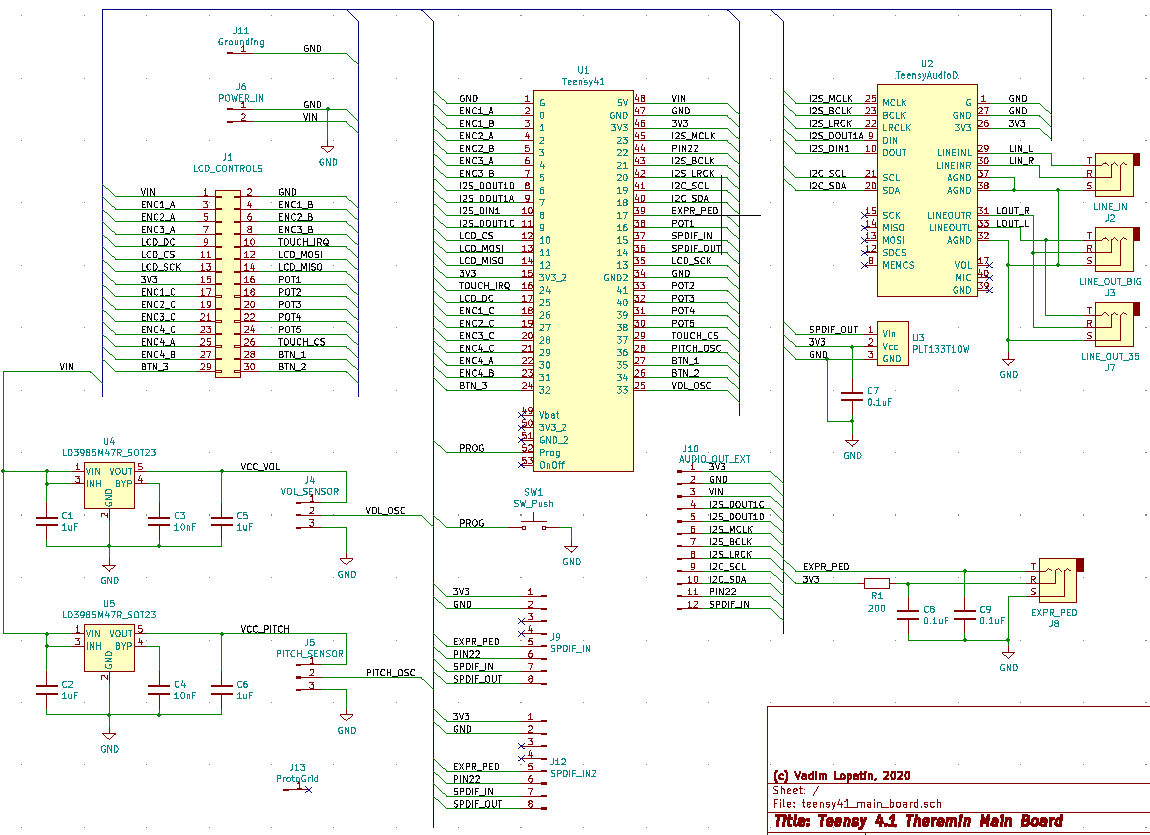 J11
Grounding
1 GND
J6
POWER_IN
1 GND
2 VIN
GND
J1
LCD_CONTROLS
VIN 1 2 GND
ENC1_A 3 4 ENC1_B
ENC2_A 5 6 ENC2_B
ENC3_A 7 8 ENC3_B
LCD_DC 9 10 TOUCH_IRQ
LCD_CS 11 12 LCD_MOSI
LCD_SCK 13 14 LCD_MISO
3V3 15 16 POT1
ENC1_C 17 18 POT2
ENC2_C 19 20 POT3
ENC3_C 21 22 POT4
ENC4_C 23 24 POT5
ENC4_A 25 26 TOUCH_CS
ENC4_B 27 28 BTN_1
BTN_3 29 30 BTN_2
VIN
U1
Teensy41
GND 1 G 5V 48 VIN
ENC1_A 2 0 GND 47 GND
ENC1_B 3 1 3V3 46 3V3
ENC2_A 4 2 23 45 I2S_MCLK
ENC2_B 5 3 22 44 PIN22
ENC3_A 6 4 21 43 I2S_BCLK
ENC3_B 7 5 20 42 I2S_LRCK
I2S_DOUT1D 8 6 19 41 I2C_SCL
I2S_DOUT1A 9 7 18 40 I2C_SDA
I2S_DIN1 10 8 17 39 EXPR_PED
I2S_DOUT1C 11 9 16 38 POT1
LCD_CS 12 10 15 37 SPDIF_IN
LCD_MOSI 13 11 14 36 SPDIF_OUT
LCD_MISO 14 12 13 35 LCD_SCK
3V3 15 3V3_2 GND2 34 GND
TOUCH_IRQ 16 24 41 33 POT2
LCD_DC 17 25 40 32 POT3
ENC1_C 18 26 39 31 POT4
ENC2_C 19 27 38 30 POT5
ENC3_C 20 28 37 29 TOUCH_CS
ENC4_C 21 29 36 28 PITCH_OSC
ENC4_A 22 30 35 27 BTN_1
ENC4_B 23 31 34 26 BTN_2
BTN_3 24 32 33 25 VOL_OSC
49 Vbat
50 3V3_2
51 GND_2
PROG 52 Prog
53 OnOff
SW1
SW_Push
PROG
GND
U2
TeensyAudioD
I2S_MCLK 25 MCLK G 1 GND
I2S_BCLK 23 BCLK GND 27 GND
I2S_LRCK 22 LRCLK 3V3 26 3V3
I2S_DOUT1A 9 DIN
I2S_DIN1 10 DOUT LINEINL 29 LIN_L
LINEINR 30 LIN_R
I2C_SCL 21 SCL AGND 37
I2C_SDA 20 SDA AGND 38
15 SCK LINEOUTR 31 LOUT_R
14 MISO LINEOUTL 33 LOUT_L
13 MOSI AGND 32
12 SDCS
8 MEMCS VOL 17
MIC 46
GND 39
T
R
S
LINE_IN
J2
T
R
S
LINE_OUT_BIG
J3
T
R
S
LINE_OUT_35
J7
GND
SPDIF_OUT 1 Vin
3V3 2 Vcc
GND 3 GND
U3
PLT133T10W
C7
0.1uF
GND
U4
LD3985M47R_SOT23
1 VIN VOUT 5 VCC_VOL
3 INH BYP 4
GND
2
C1
1uF
C3
10nF
C5
1uF
GND
J4
VOL_SENSOR
1
2 VOL_OSC
3
GND
U5
LD3985M47R_SOT23
1 VIN VOUT 5 VCC_PITCH
3 INH BYP 4
GND
2
C2
1uF
C4
10nF
C6
1uF
GND
J5
PITCH_SENSOR
1
2 PITCH_OSC
3
GND
J13
ProtoGrid
1
3V3 1
GND 2
3
4
EXPR_PED 5
PIN22 6
SPDIF_IN 7
SPDIF_OUT 8
J9
SPDIF_IN
3V3 1
GND 2
3
4
EXPR_PED 5
PIN22 6
SPDIF_IN 7
SPDIF_OUT 8
J12
SPDIF_IN2
J10
AUDIO_OUT_EXT
1 3V3
2 GND
3 VIN
4 I2S_DOUT1C
5 I2S_DOUT1D
6 I2S_MCLK
7 I2S_BCLK
8 I2S_LRCK
9 I2C_SCL
10 I2C_SDA
11 PIN22
12 SPDIF_IN
EXPR_PED
3V3
R1
200
C8
0.1uF
C9
0.1uF
T
R
S
EXPR_PED
J8
GND
(c) Vadim Lopatin, 2020
Sheet: /
File: teensy41_main_board.sch
Title: Teensy 4.1 Theremin Main Board